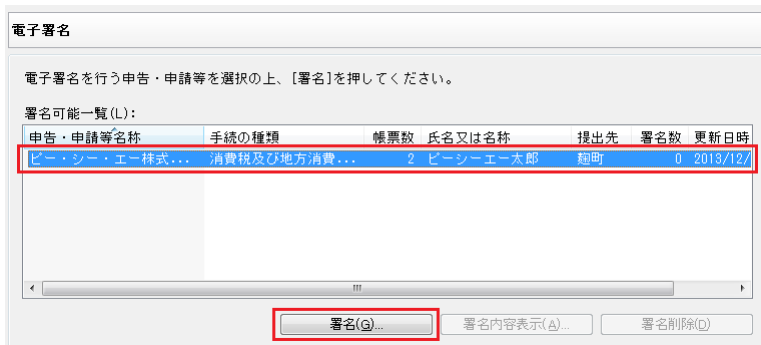 電子署名
電子署名を行う申告・申請等を選択の上、[署名]を押してください。
署名可能一覧(L):
申告・申請等名称 手続の種類 帳票数 氏名又は名称 提出先 署名数 更新日時
ピー・シー・エー株式... 消費税及び地方消費... 2 ピーシーエー太郎 麹町 0 2013/12/
署名(G)... 署名内容表示(A)... 署名削除(D)